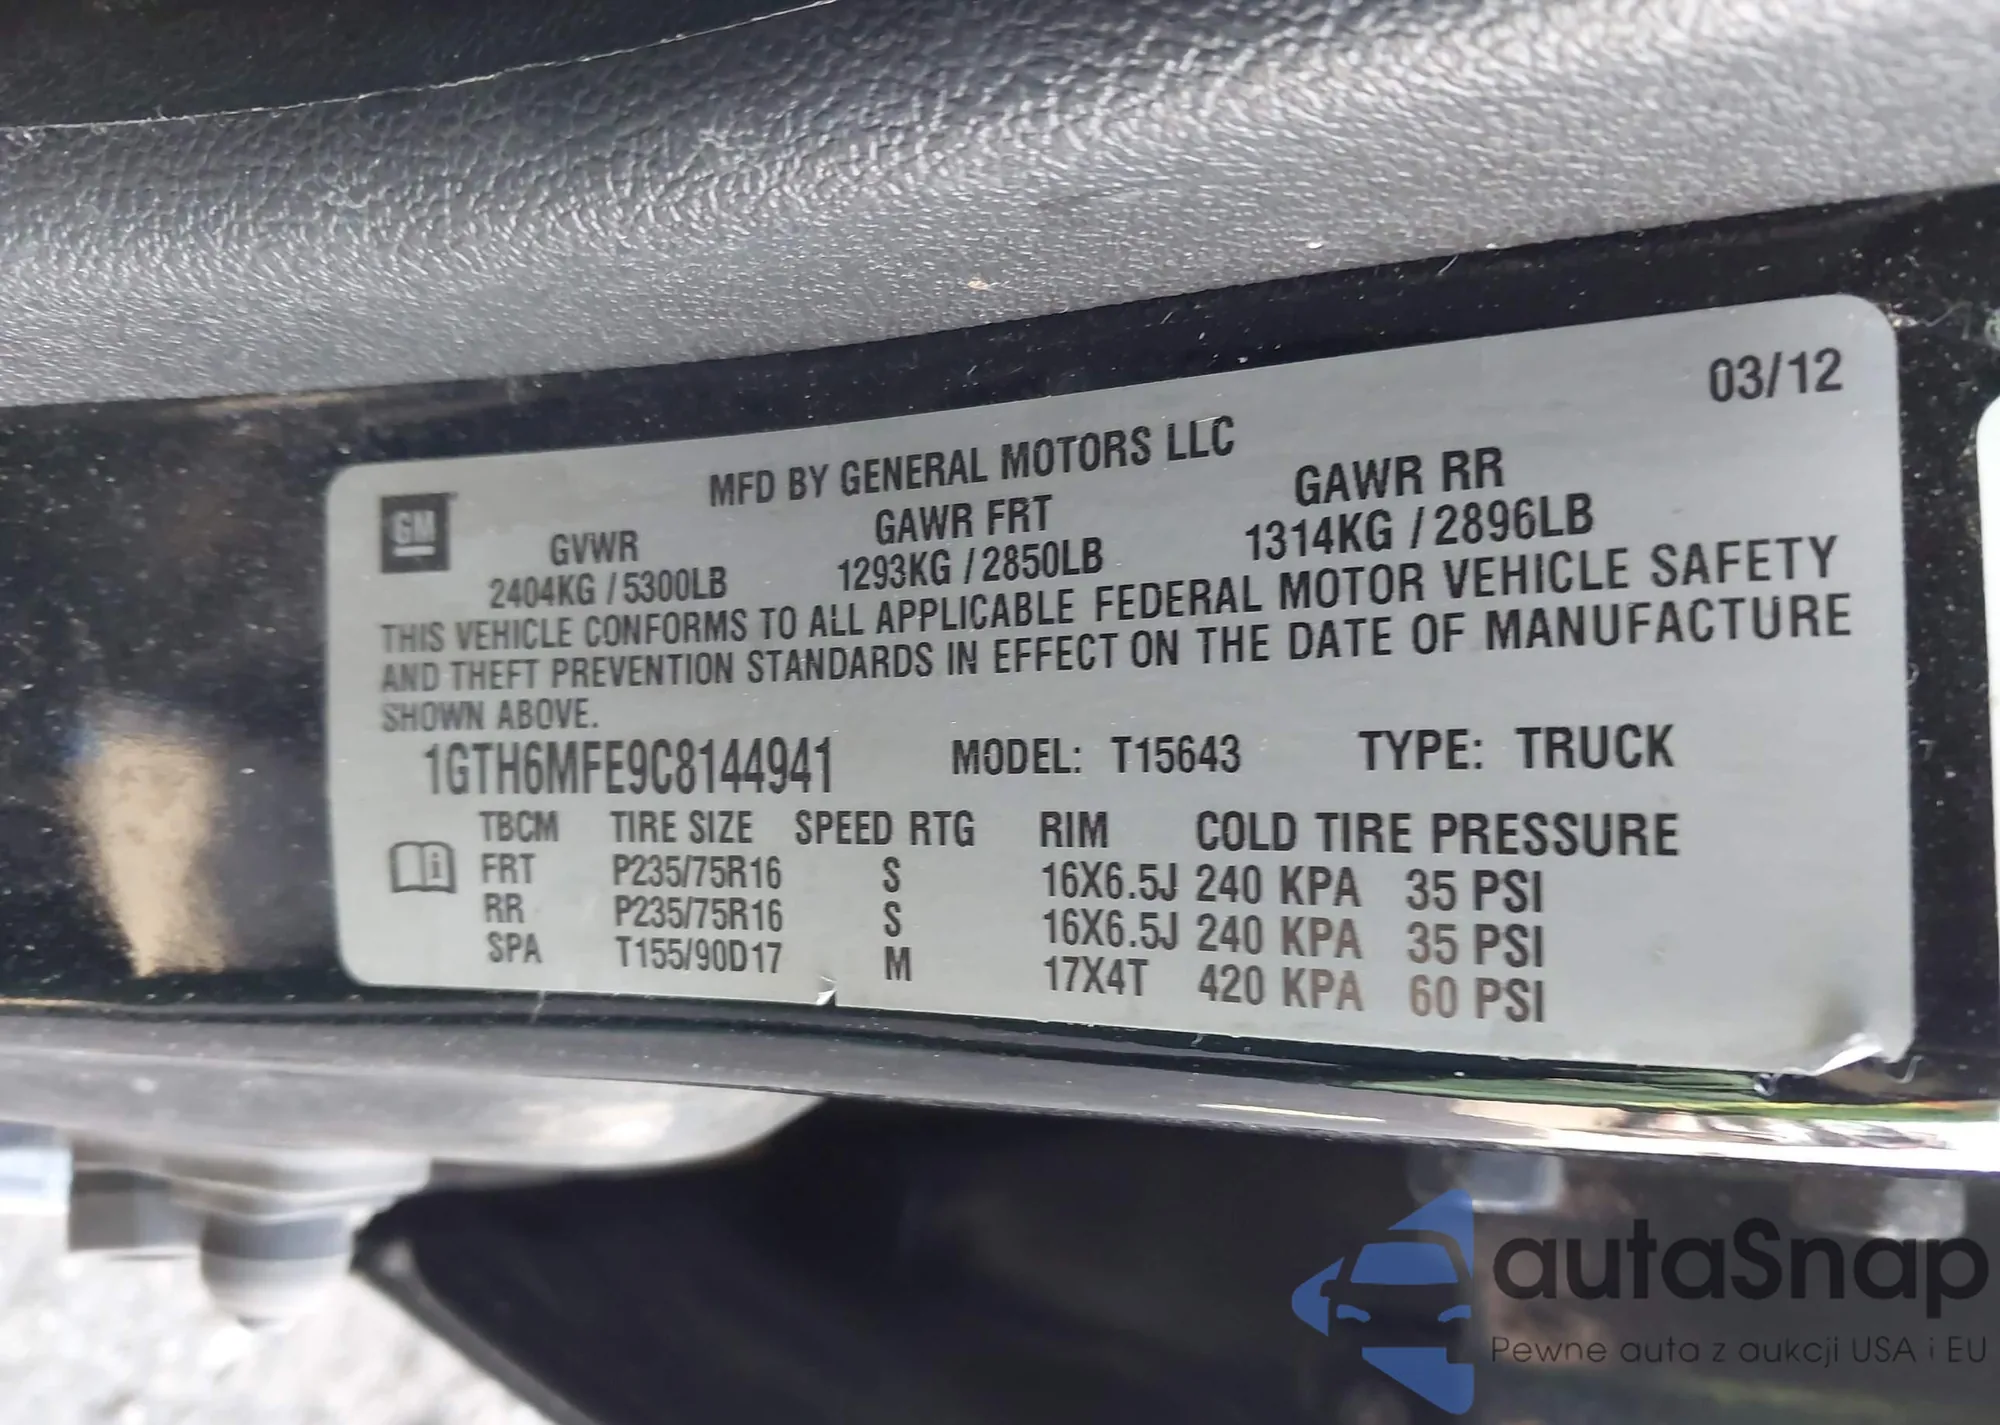 03/12
MFD BY GENERAL MOTORS LLC
GM
GVWR GAWR FRT GAWR RR
2404KG / 5300LB 1293KG / 2850LB 1314KG / 2896LB
THIS VEHICLE CONFORMS TO ALL APPLICABLE FEDERAL MOTOR VEHICLE SAFETY
AND THEFT PREVENTION STANDARDS IN EFFECT ON THE DATE OF MANUFACTURE
SHOWN ABOVE.
1GTH6MFE9C8144941 MODEL: T15643 TYPE: TRUCK
TBCM TIRE SIZE SPEED RTG RIM COLD TIRE PRESSURE
FRT P235/75R16 S 16X6.5J 240 KPA 35 PSI
RR P235/75R16 S 16X6.5J 240 KPA 35 PSI
SPA T155/90D17 M 17X4T 420 KPA 60 PSI
autaSnap
Pewne auta z aukcji USA i EU